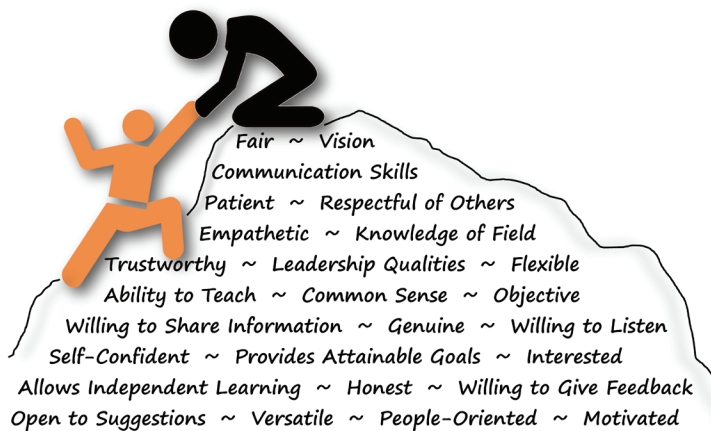 Fair ~ Vision
Communication Skills
Patient ~ Respectful of Others
Empathetic ~ Knowledge of Field
Trustworthy ~ Leadership Qualities ~ Flexible
Ability to Teach ~ Common Sense ~ Objective
Willing to Share Information ~ Genuine ~ Willing to Listen
Self-Confident ~ Provides Attainable Goals ~ Interested
Allows Independent Learning ~ Honest ~ Willing to Give Feedback
Open to Suggestions ~ Versatile ~ People-Oriented ~ Motivated